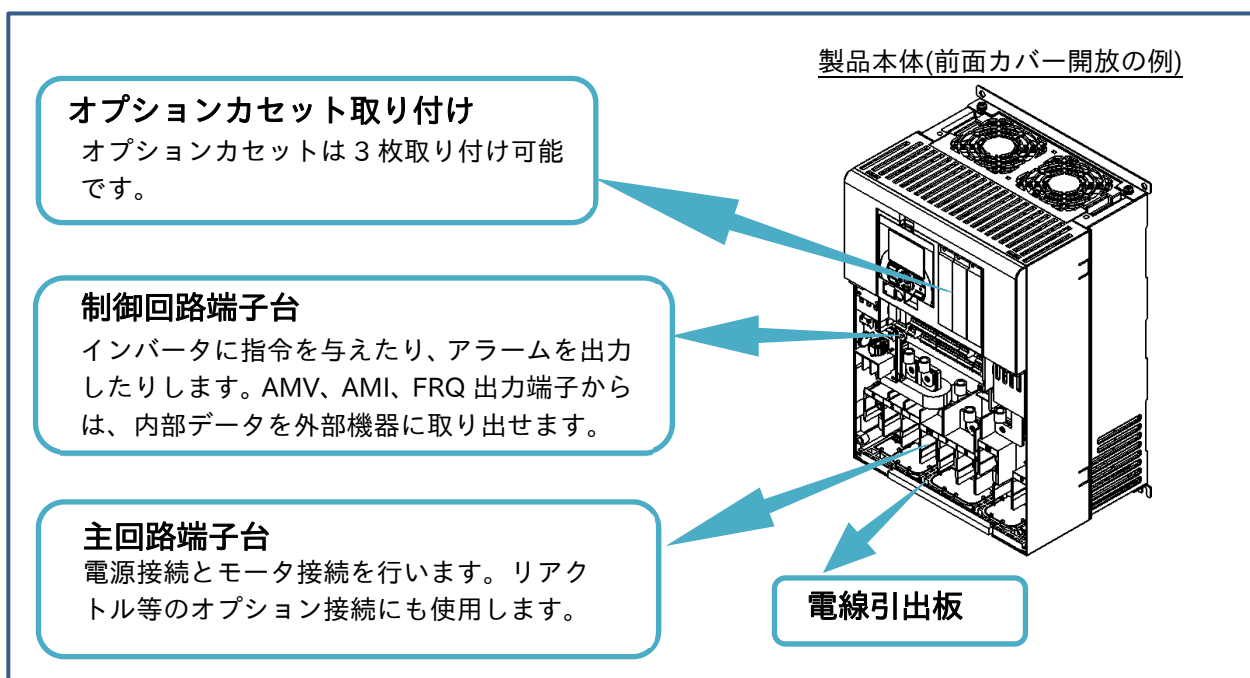 製品本体(前面カバー開放の例)
オプションカセット取り付け
オプションカセットは 3 枚取り付け可能
です。
制御回路端子台
インバータに指令を与えたり、アラームを出力
したりします。AMV、AMI、FRQ 出力端子から
は、内部データを外部機器に取り出せます。
主回路端子台
電源接続とモータ接続を行います。リアク
トル等のオプション接続にも使用します。
電線引出板